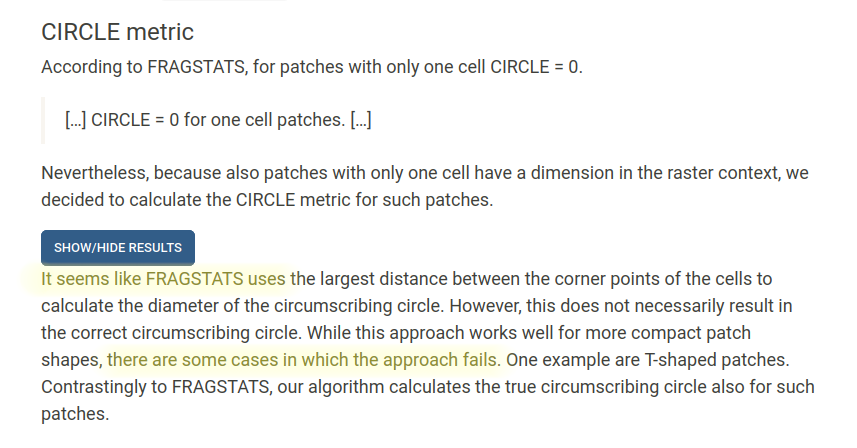 CIRCLE metric
According to FRAGSTATS, for patches with only one cell CIRCLE = 0.
[…] CIRCLE = 0 for one cell patches. […]
Nevertheless, because also patches with only one cell have a dimension in the raster context, we
decided to calculate the CIRCLE metric for such patches.
SHOW/HIDE RESULTS
It seems like FRAGSTATS uses the largest distance between the corner points of the cells to
calculate the diameter of the circumscribing circle. However, this does not necessarily result in
the correct circumscribing circle. While this approach works well for more compact patch
shapes, there are some cases in which the approach fails. One example are T-shaped patches.
Contrastingly to FRAGSTATS, our algorithm calculates the true circumscribing circle also for such
patches.